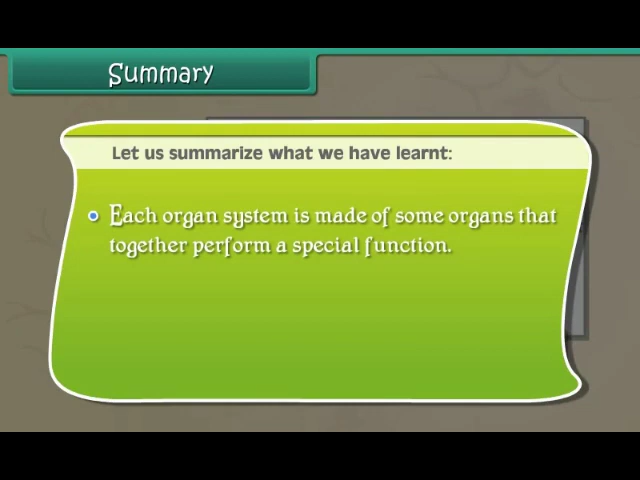 Summary
Let us summarize what we have learnt:
Each organ system is made of some organs that
together perform a special function.